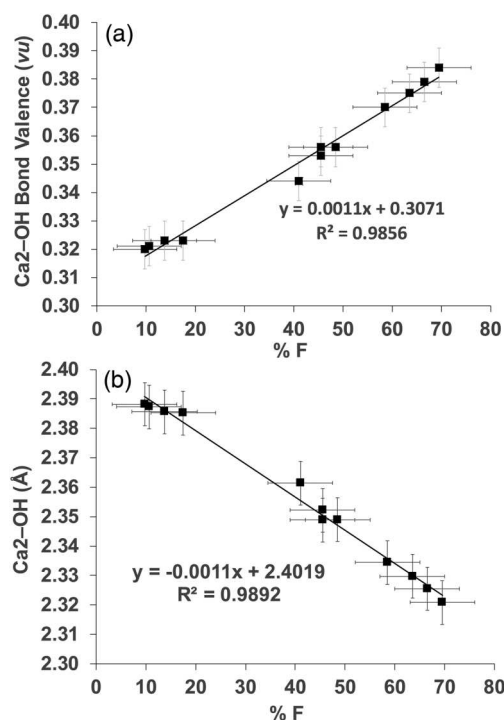 (a)
Ca2–OH Bond Valence (vu)
0.40
0.39
0.38
0.37
0.36
0.35
0.34
0.33
0.32
0.31
0.30
y = 0.0011x + 0.3071
R² = 0.9856
0 10 20 30 40 50 60 70 80
% F
(b)
Ca2–OH (Å)
2.40
2.39
2.38
2.37
2.36
2.35
2.34
2.33
2.32
2.31
2.30
y = -0.0011x + 2.4019
R² = 0.9892
0 10 20 30 40 50 60 70 80
% F